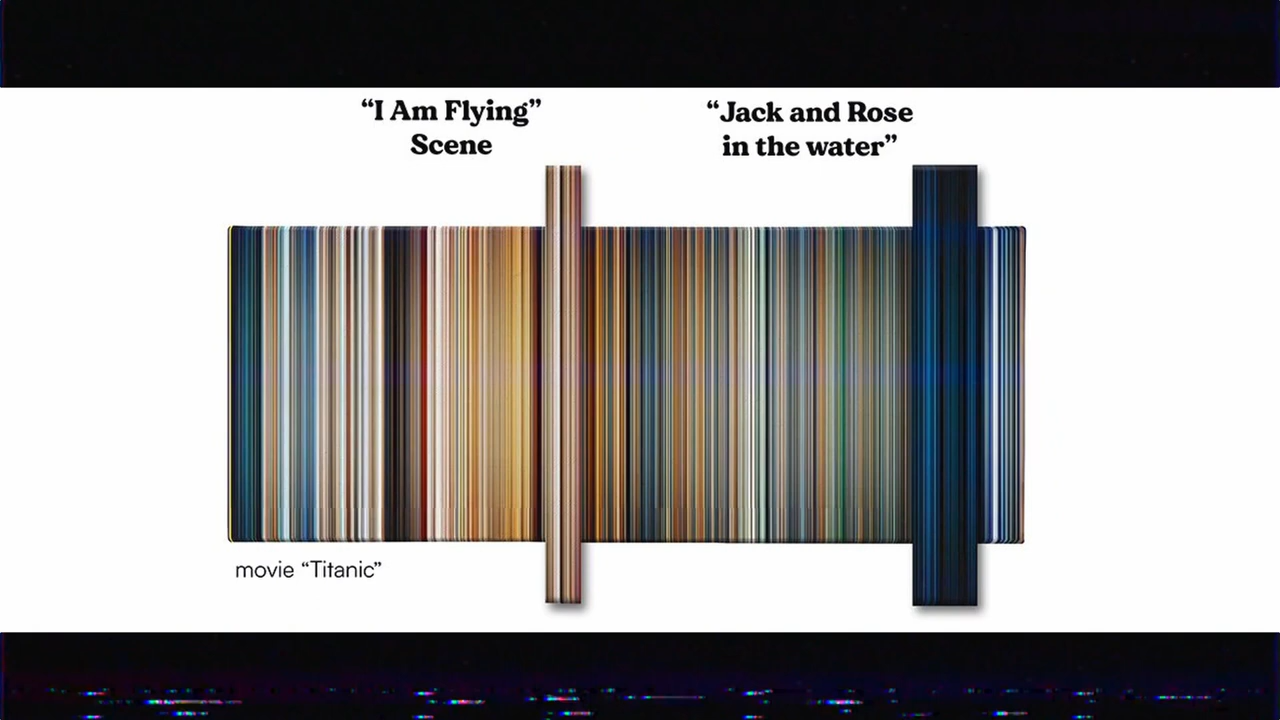 “I Am Flying”
Scene
“Jack and Rose
in the water”
movie “Titanic”